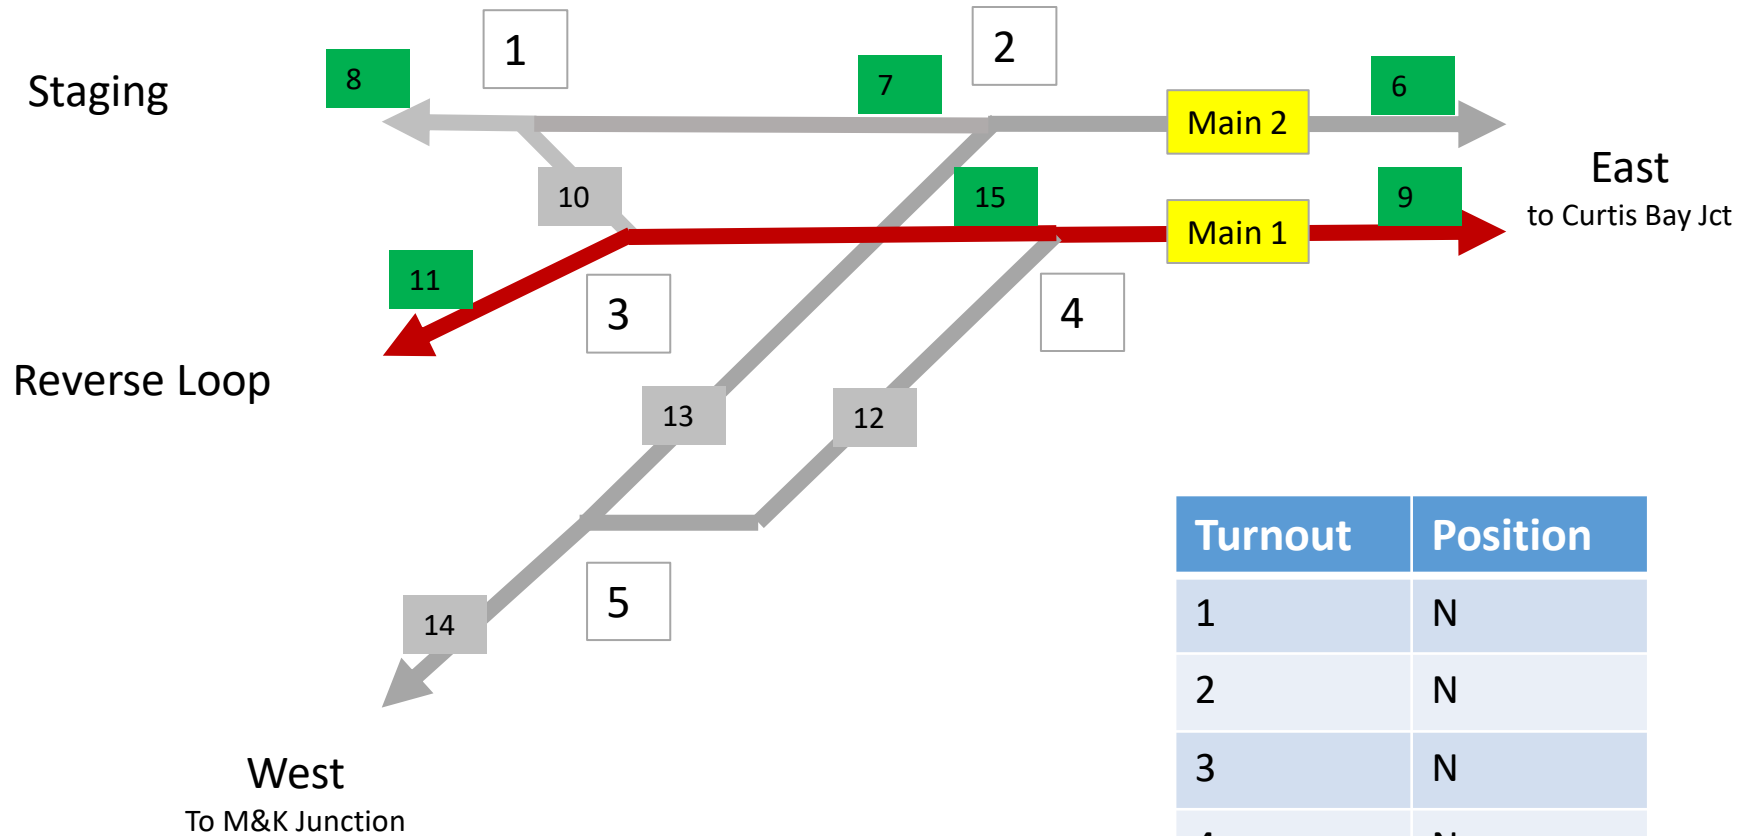 1
2
8
7
6
Staging
Main 2
East
to Curtis Bay Jct
10
15
9
Main 1
11
3
4
Reverse Loop
13
12
Turnout Position
1 N
2 N
3 N
5
14
West
To M&K Junction